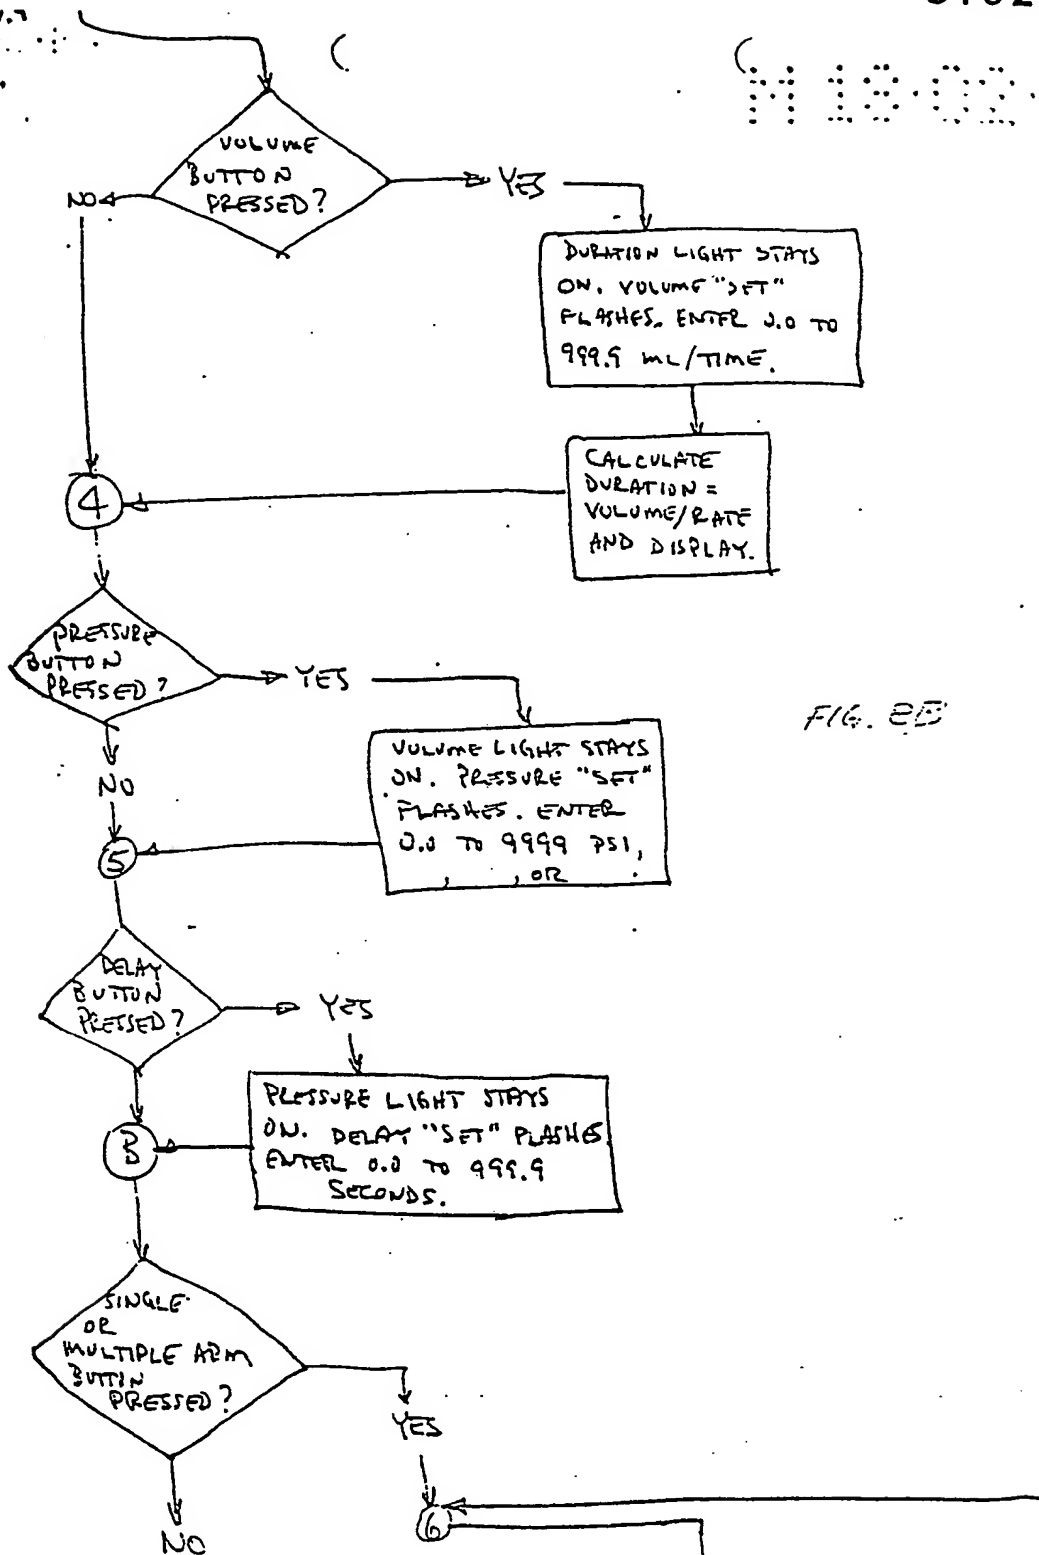 M 18·02·
VOLUME
BUTTON
PRESSED?
NO
YES
DURATION LIGHT STAYS
ON. VOLUME "SET"
FLASHES. ENTER 0.0 TO
999.9 mL/TIME.
CALCULATE
DURATION =
VOLUME/RATE
AND DISPLAY.
4
PRESSURE
BUTTON
PRESSED?
YES
NO
VOLUME LIGHT STAYS
ON. PRESSURE "SET"
FLASHES. ENTER
0.0 TO 9999 PSI,
, , OR .
FIG. 8B
5
DELAY
BUTTON
PRESSED?
YES
PRESSURE LIGHT STAYS
ON. DELAY "SET" FLASHES
ENTER 0.0 TO 999.9
SECONDS.
B
SINGLE
OR
MULTIPLE ARM
BUTTIN
PRESSED?
YES
NO
6